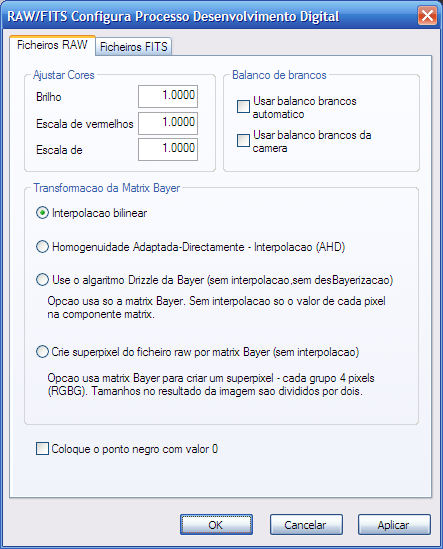 RAW/FITS Configura Processo Desenvolvimento Digital
Ficheiros RAW
Ficheiros FITS
Ajustar Cores
Brilho
1.0000
Escala de vermelhos
1.0000
Escala de
1.0000
Balanco de brancos
Usar balanco brancos
automatico
Usar balanco brancos da
camera
Transformacao da Matrix Bayer
Interpolacao bilinear
Homogenuidade Adaptada-Directamente - Interpolacao (AHD)
Use o algaritmo Drizzle da Bayer (sem interpolacao,sem desBayerizacao)
Opcao usa so a matrix Bayer. Sem interpolacao so o valor de cada pixel
na componente matrix.
Crie superpixel do ficheiro raw por matrix Bayer (sem interpolacao)
Opcao usa matrix Bayer para criar um superpixel - cada grupo 4 pixels
(RGBG). Tamanhos no resultado da imagem sao divididos por dois.
Coloque o ponto negro com valor 0
OK
Cancelar
Aplicar